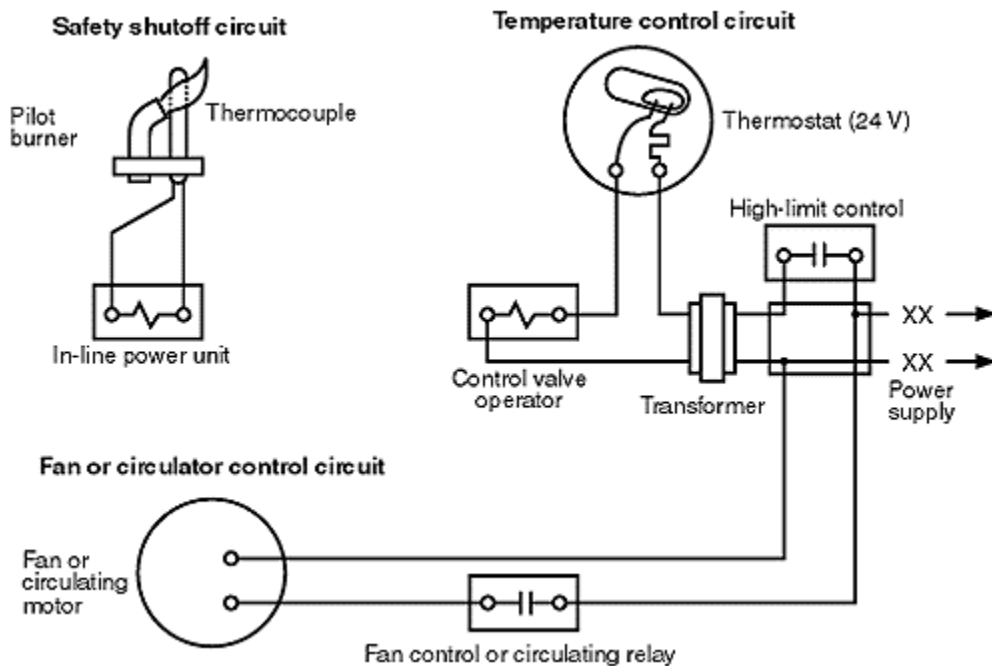 Safety shutoff circuit
Temperature control circuit
Pilot
burner
Thermocouple
Thermostat (24 V)
High-limit control
In-line power unit
Control valve
operator
Transformer
XX
XX
Power
supply
Fan or circulator control circuit
Fan or
circulating
motor
Fan control or circulating relay